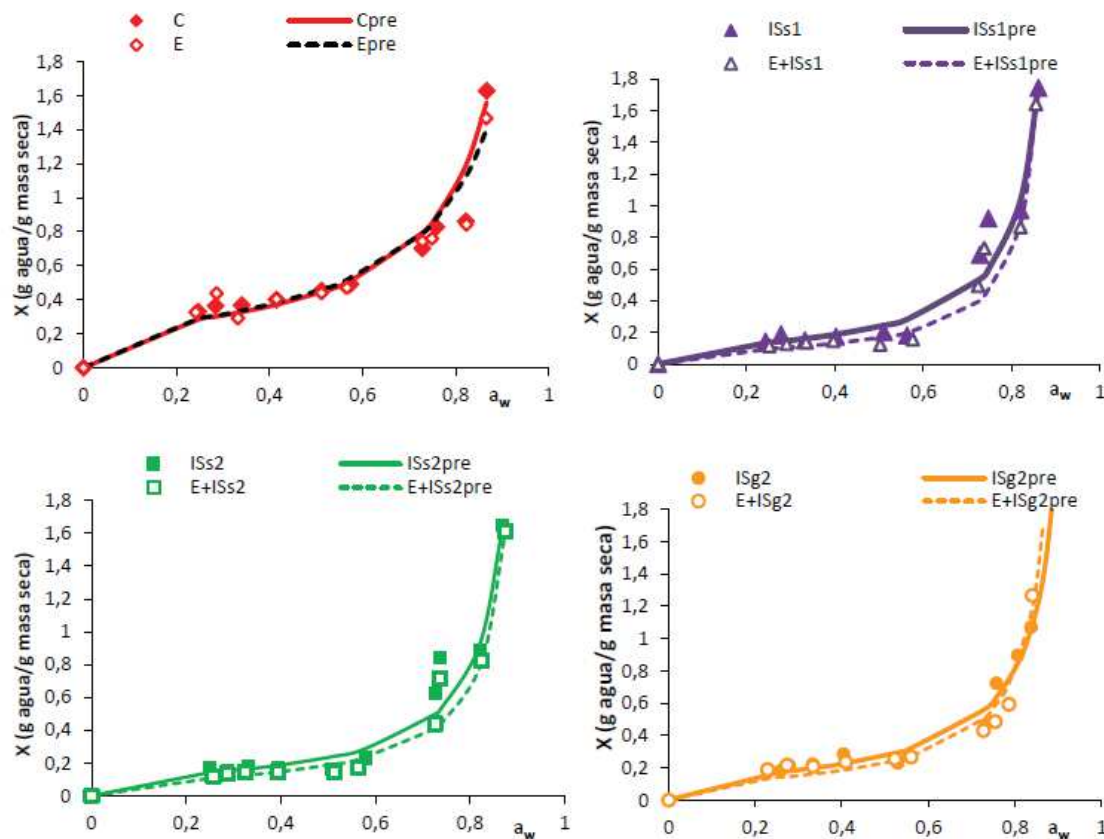 C Cpre
E Epre
X (g agua/g masa seca)
1,8
1,6
1,4
1,2
1
0,8
0,6
0,4
0,2
0
0 0,2 0,4 0,6 0,8 a_w 1
ISs1 ISs1pre
E+ISs1 E+ISs1pre
X (g agua/g masa seca)
1,8
1,6
1,4
1,2
1
0,8
0,6
0,4
0,2
0
0 0,2 0,4 0,6 0,8 a_w 1
ISs2 ISs2pre
E+ISs2 E+ISs2pre
X (g agua/g masa seca)
1,8
1,6
1,4
1,2
1
0,8
0,6
0,4
0,2
0
0 0,2 0,4 0,6 0,8 a_w 1
ISg2 ISg2pre
E+ISg2 E+ISg2pre
X (g agua/g masa seca)
1,8
1,6
1,4
1,2
1
0,8
0,6
0,4
0,2
0
0 0,2 0,4 0,6 0,8 a_w 1